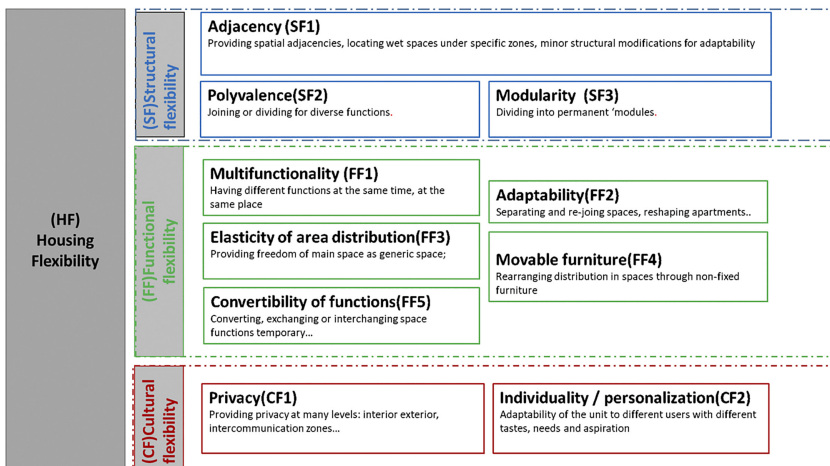 (HF)
Housing
Flexibility
(SF)Structural
flexibility
Adjacency (SF1)
Providing spatial adjacencies, locating wet spaces under specific zones, minor structural modifications for adaptability
Polyvalence(SF2)
Joining or dividing for diverse functions.
Modularity (SF3)
Dividing into permanent ‘modules.
(FF)Functional
flexibility
Multifunctionality (FF1)
Having different functions at the same time, at the
same place
Adaptability(FF2)
Separating and re-joing spaces, reshaping apartments..
Elasticity of area distribution(FF3)
Providing freedom of main space as generic space;
Movable furniture(FF4)
Rearranging distribution in spaces through non-fixed
furniture
Convertibility of functions(FF5)
Converting, exchanging or interchanging space
functions temporary...
(CF)Cultural
flexibility
Privacy(CF1)
Providing privacy at many levels: interior exterior,
intercommunication zones...
Individuality / personalization(CF2)
Adaptability of the unit to different users with different
tastes, needs and aspiration